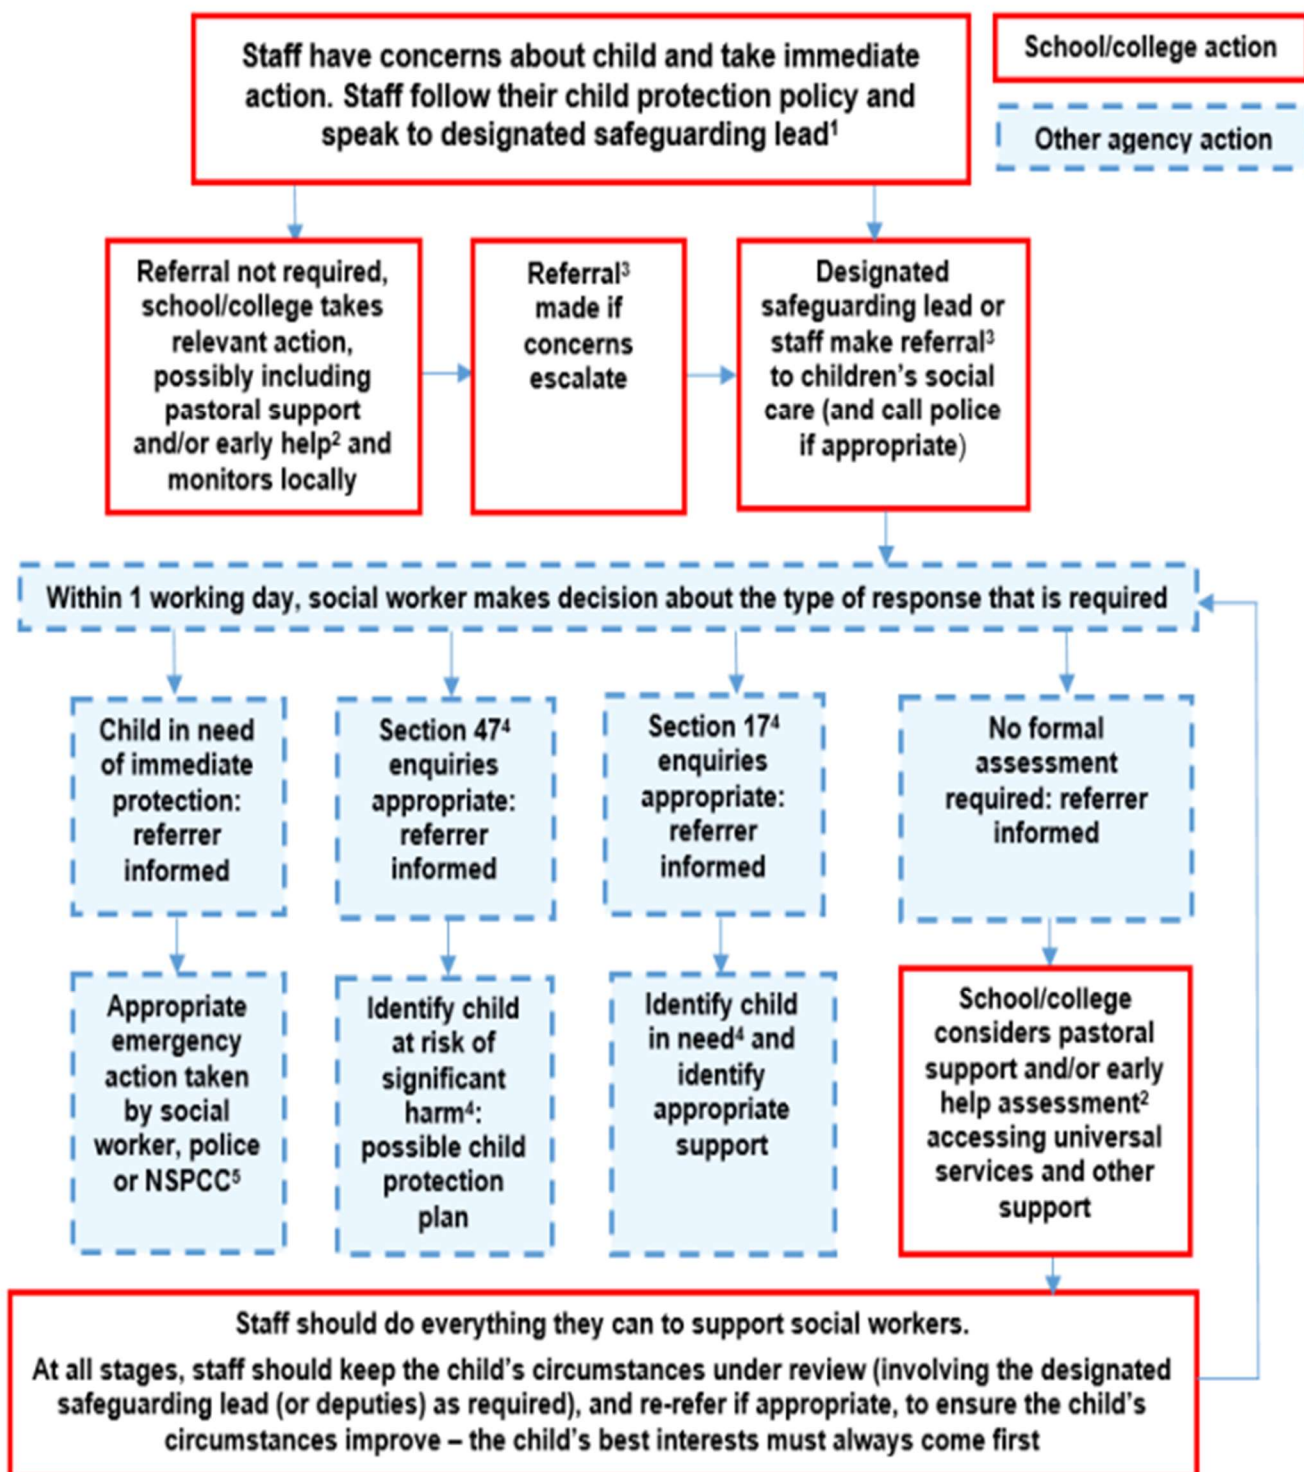 Staff have concerns about child and take immediate
action. Staff follow their child protection policy and
speak to designated safeguarding lead¹
School/college action
Other agency action
Referral not required,
school/college takes
relevant action,
possibly including
pastoral support
and/or early help² and
monitors locally
Referral³
made if
concerns
escalate
Designated
safeguarding lead or
staff make referral³
to children's social
care (and call police
if appropriate)
Within 1 working day, social worker makes decision about the type of response that is required
Child in need
of immediate
protection:
referrer
informed
Section 47⁴
enquiries
appropriate:
referrer
informed
Section 17⁴
enquiries
appropriate:
referrer
informed
No formal
assessment
required: referrer
informed
Appropriate
emergency
action taken
by social
worker, police
or NSPCC⁵
Identify child
at risk of
significant
harm⁴:
possible child
protection
plan
Identify child
in need⁴ and
identify
appropriate
support
School/college
considers pastoral
support and/or early
help assessment²
accessing universal
services and other
support
Staff should do everything they can to support social workers.
At all stages, staff should keep the child's circumstances under review (involving the designated
safeguarding lead (or deputies) as required), and re-refer if appropriate, to ensure the child's
circumstances improve – the child's best interests must always come first